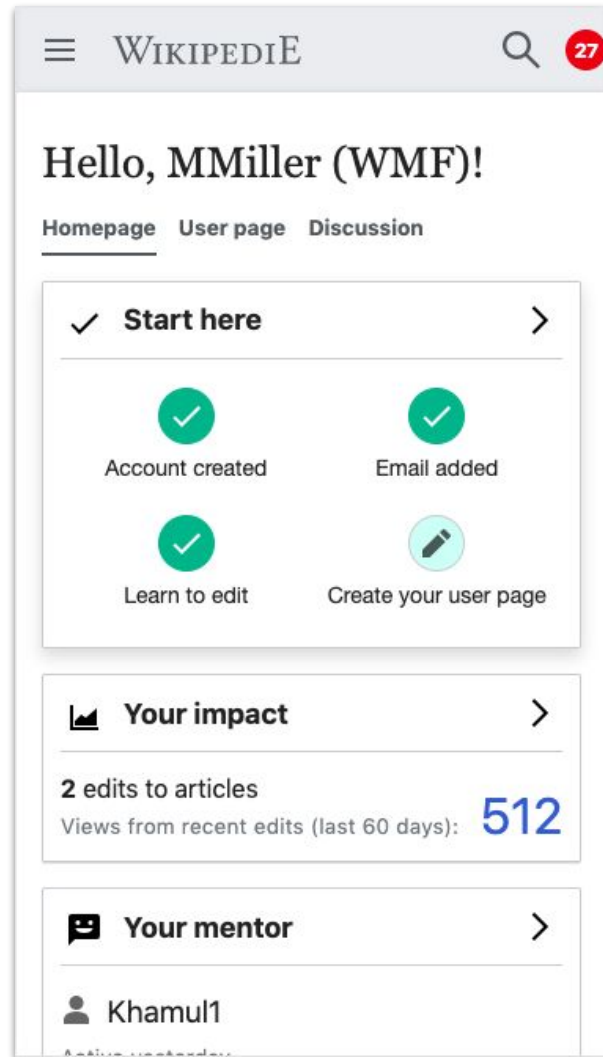 WIKIPEDIE
27
Hello, MMiller (WMF)!
Homepage User page Discussion
Start here
Account created Email added
Learn to edit Create your user page
Your impact
2 edits to articles
Views from recent edits (last 60 days): 512
Your mentor
Khamul1
Active yesterday